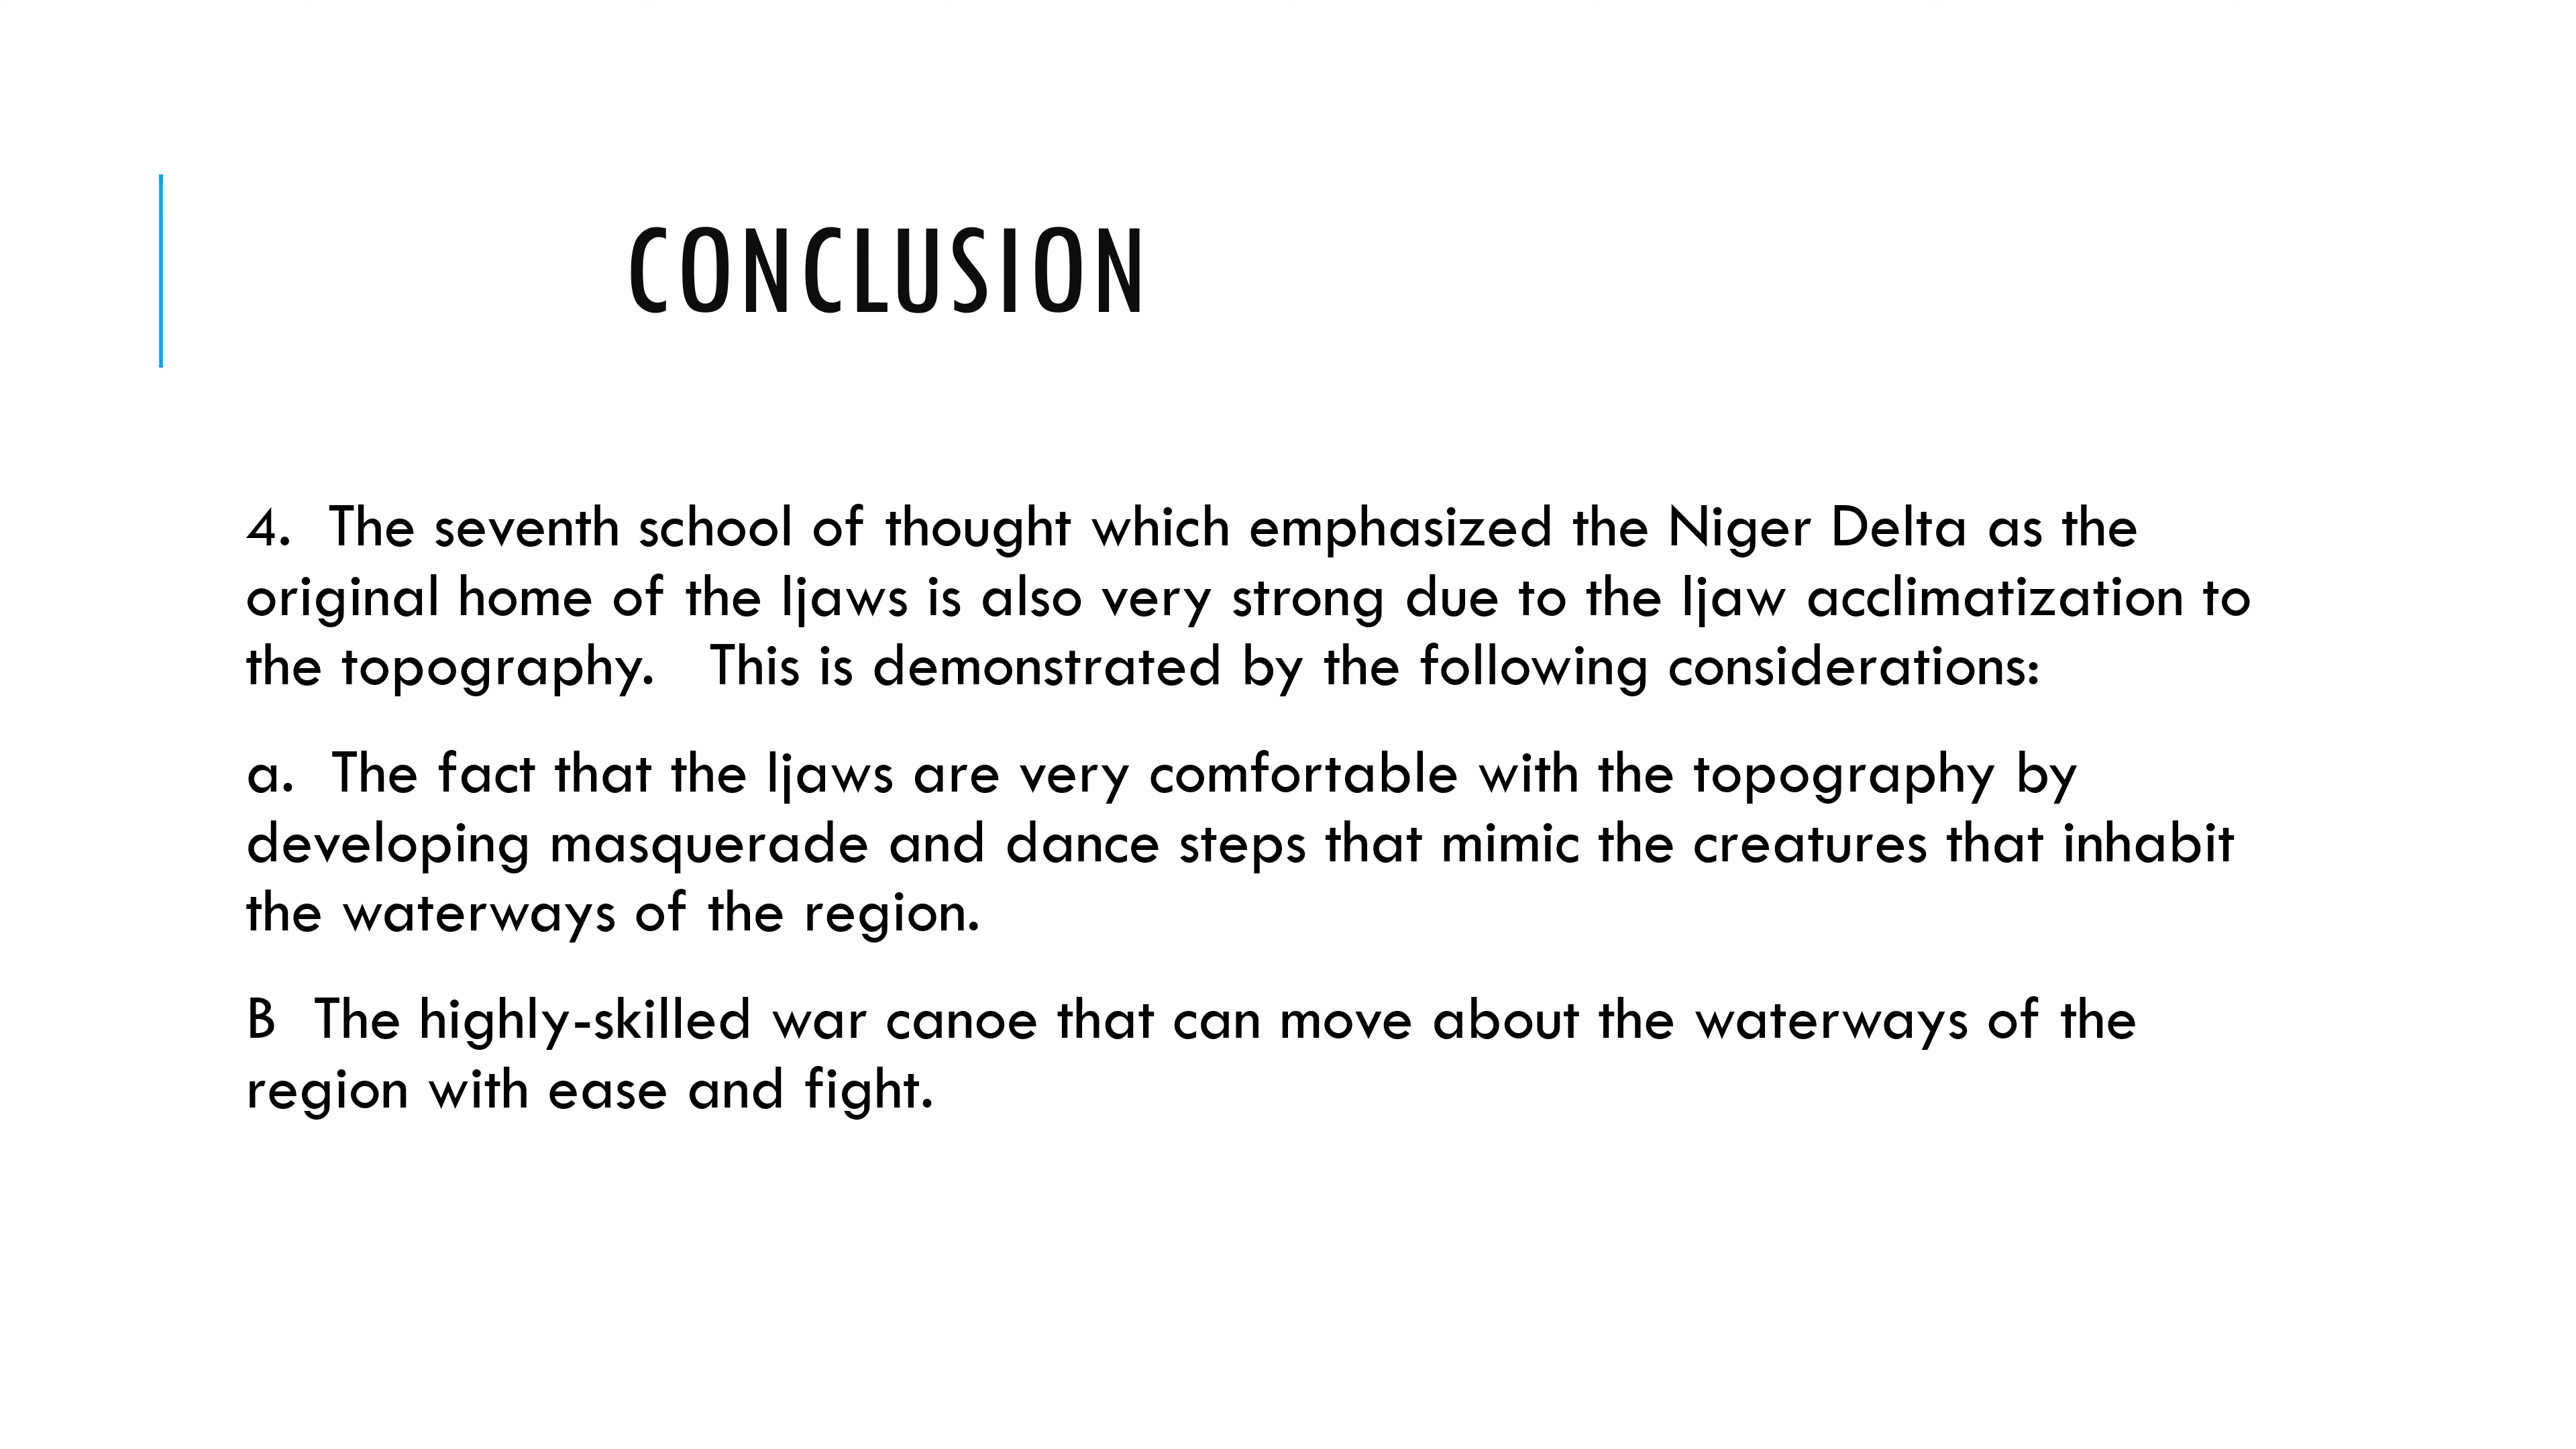 CONCLUSION
4. The seventh school of thought which emphasized the Niger Delta as the
original home of the Ijaws is also very strong due to the Ijaw acclimatization to
the topography. This is demonstrated by the following considerations:
a. The fact that the Ijaws are very comfortable with the topography by
developing masquerade and dance steps that mimic the creatures that inhabit
the waterways of the region.
B The highly-skilled war canoe that can move about the waterways of the
region with ease and fight.